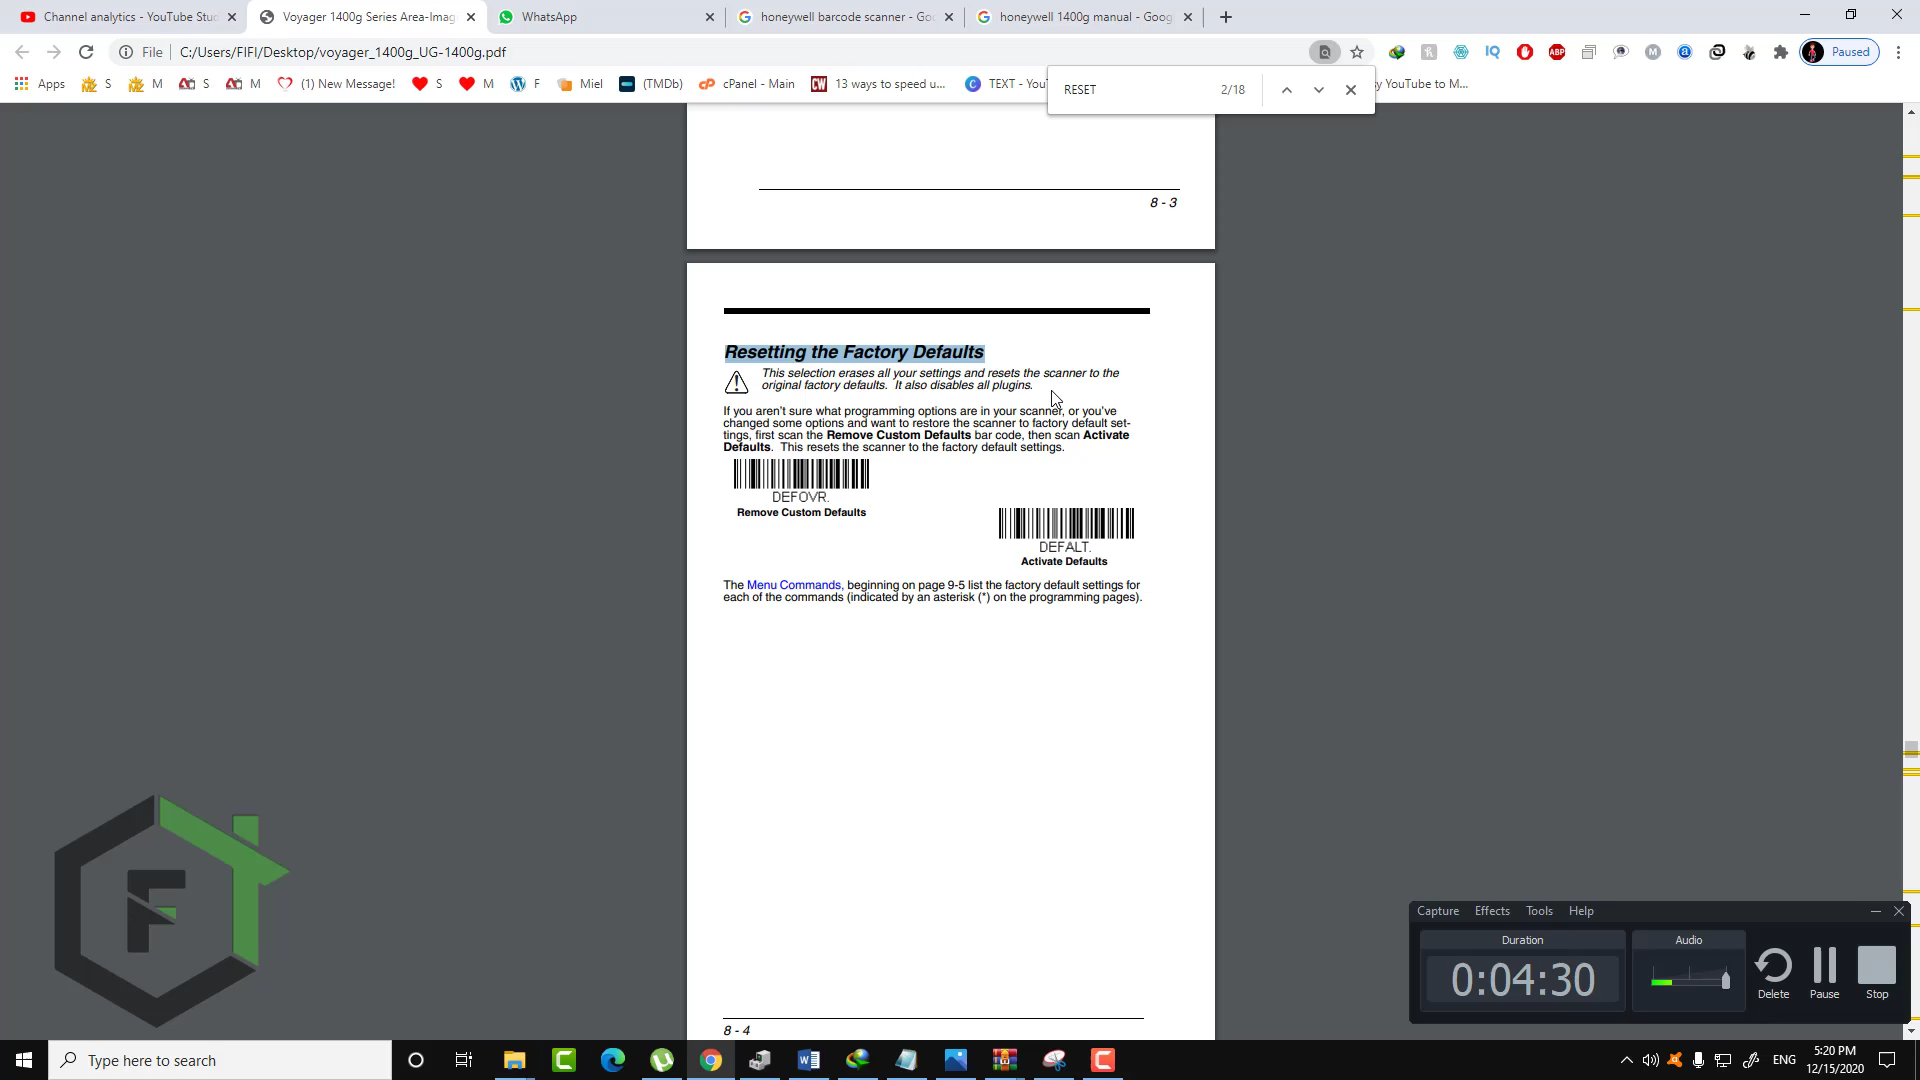 Channel analytics - YouTube Stu
Voyager 1400g Series Area-Imag
WhatsApp
honeywell barcode scanner - Goo
honeywell 1400g manual - Goog
File
C:/Users/FIFI/Desktop/voyager_1400g_UG-1400g.pdf
IQ
ABP
M
a
Paused
Apps
S
M
S
M
(1) New Message!
S
M
F
Miel
(TMDb)
cPanel - Main
CW
13 ways to speed u...
TEXT - You
y YouTube to M...
RESET
2/18
8 - 3
Resetting the Factory Defaults
This selection erases all your settings and resets the scanner to the
original factory defaults. It also disables all plugins.
If you aren't sure what programming options are in your scanner, or you've
changed some options and want to restore the scanner to factory default set-
tings, first scan the Remove Custom Defaults bar code, then scan Activate
Defaults. This resets the scanner to the factory default settings.
DEFOVR.
Remove Custom Defaults
DEFALT.
Activate Defaults
The Menu Commands, beginning on page 9-5 list the factory default settings for
each of the commands (indicated by an asterisk (*) on the programming pages).
8 - 4
F
Capture
Effects
Tools
Help
Duration
Audio
0:04:30
Delete
Pause
Stop
Type here to search
ENG
5:20 PM
12/15/2020